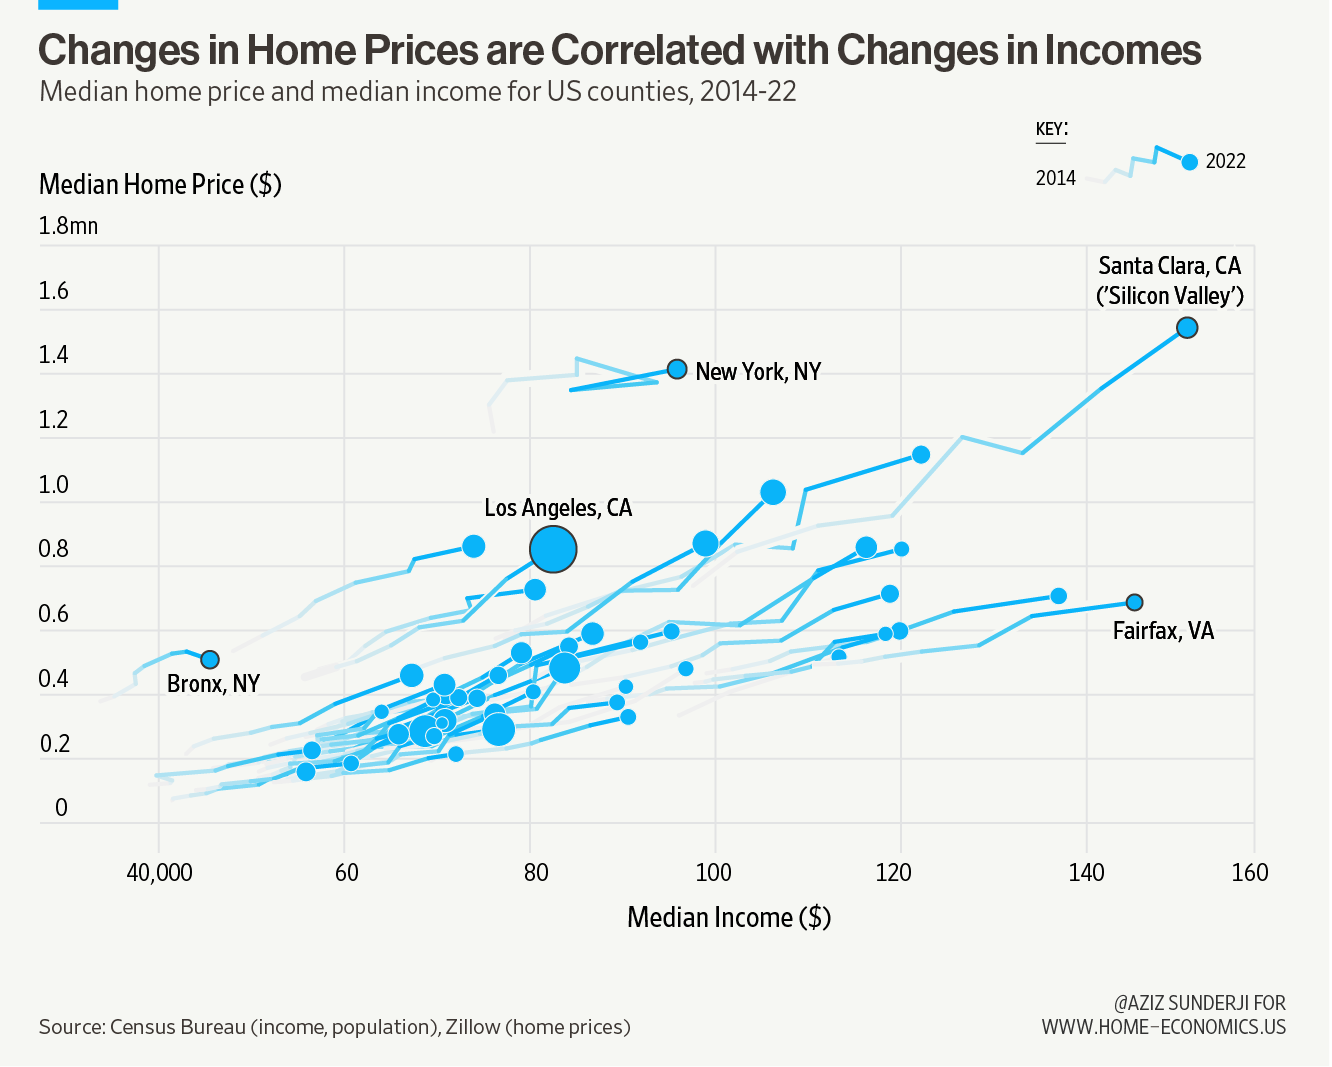 Changes in Home Prices are Correlated with Changes in Incomes
Median home price and median income for US counties, 2014-22
KEY:
2014
2022
Median Home Price ($)
1.8mn
1.6
1.4
1.2
1.0
0.8
0.6
0.4
0.2
0
Santa Clara, CA
('Silicon Valley')
New York, NY
Los Angeles, CA
Fairfax, VA
Bronx, NY
40,000
60
80
100
120
140
160
Median Income ($)
@AZIZ SUNDERJI FOR
WWW.HOME-ECONOMICS.US
Source: Census Bureau (income, population), Zillow (home prices)